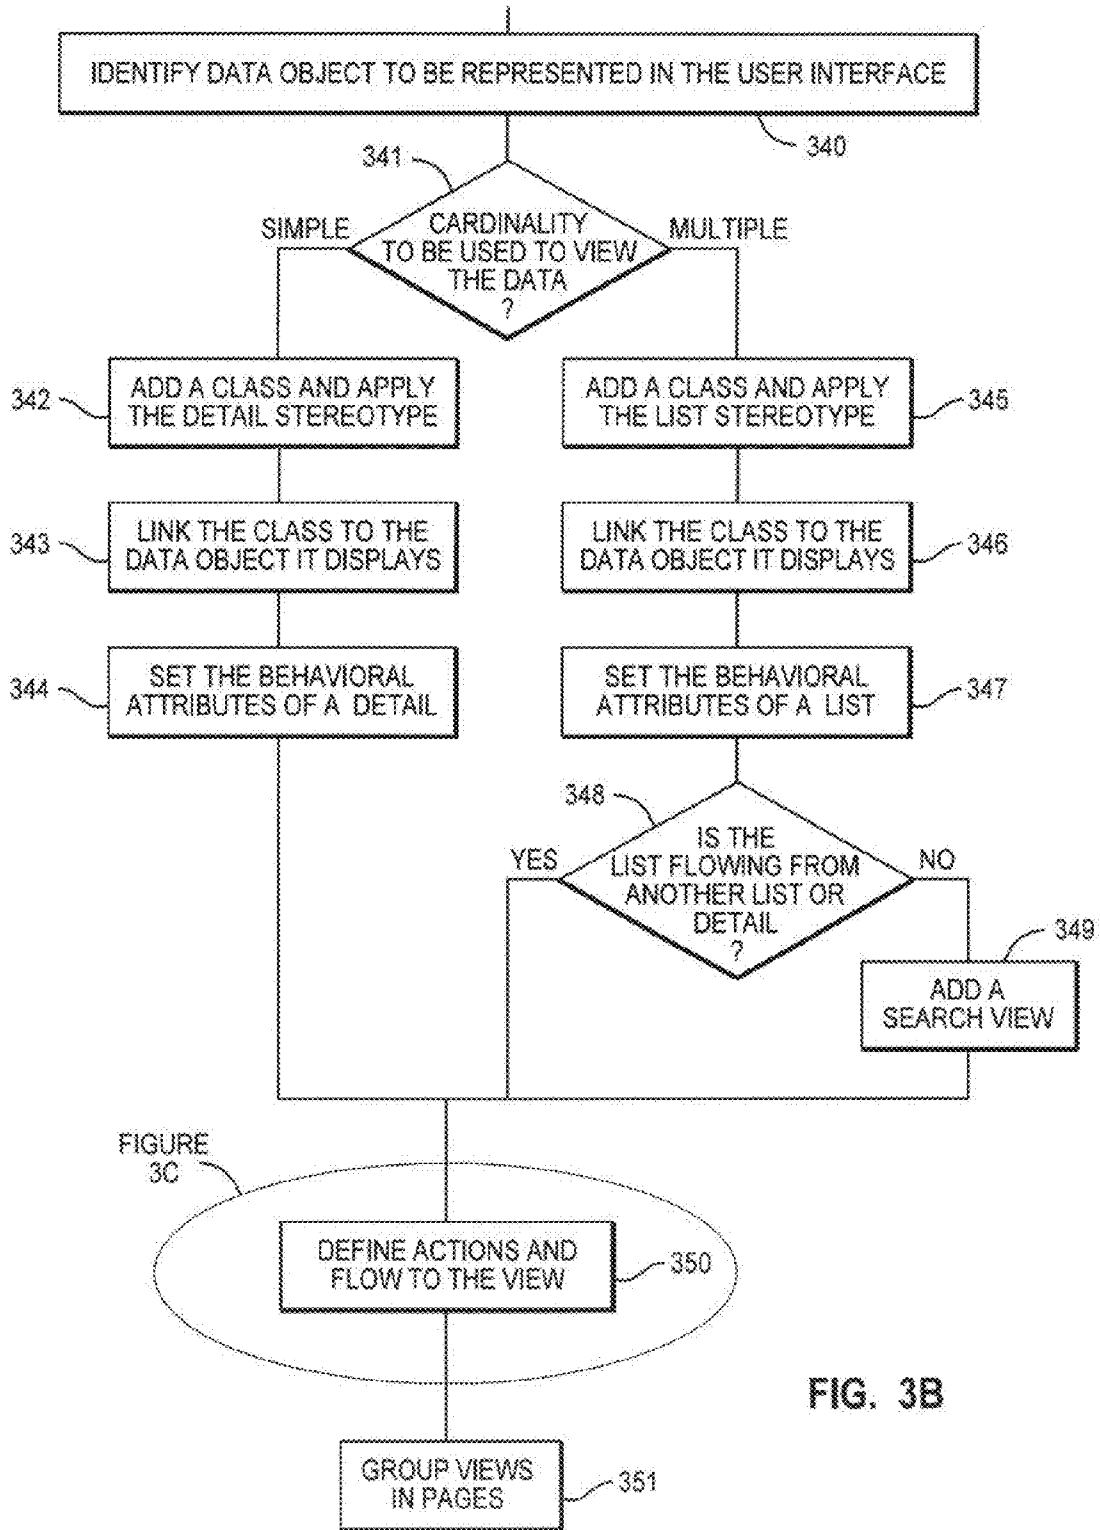 IDENTIFY DATA OBJECT TO BE REPRESENTED IN THE USER INTERFACE
340
341
SIMPLE
CARDINALITY
TO BE USED TO VIEW
THE DATA
?
MULTIPLE
342
ADD A CLASS AND APPLY
THE DETAIL STEREOTYPE
ADD A CLASS AND APPLY
THE LIST STEREOTYPE
345
343
LINK THE CLASS TO THE
DATA OBJECT IT DISPLAYS
LINK THE CLASS TO THE
DATA OBJECT IT DISPLAYS
346
344
SET THE BEHAVIORAL
ATTRIBUTES OF A DETAIL
SET THE BEHAVIORAL
ATTRIBUTES OF A LIST
347
348
YES
IS THE
LIST FLOWING FROM
ANOTHER LIST OR
DETAIL
?
NO
349
ADD A
SEARCH VIEW
FIGURE
3C
DEFINE ACTIONS AND
FLOW TO THE VIEW
350
FIG. 3B
GROUP VIEWS
IN PAGES
351